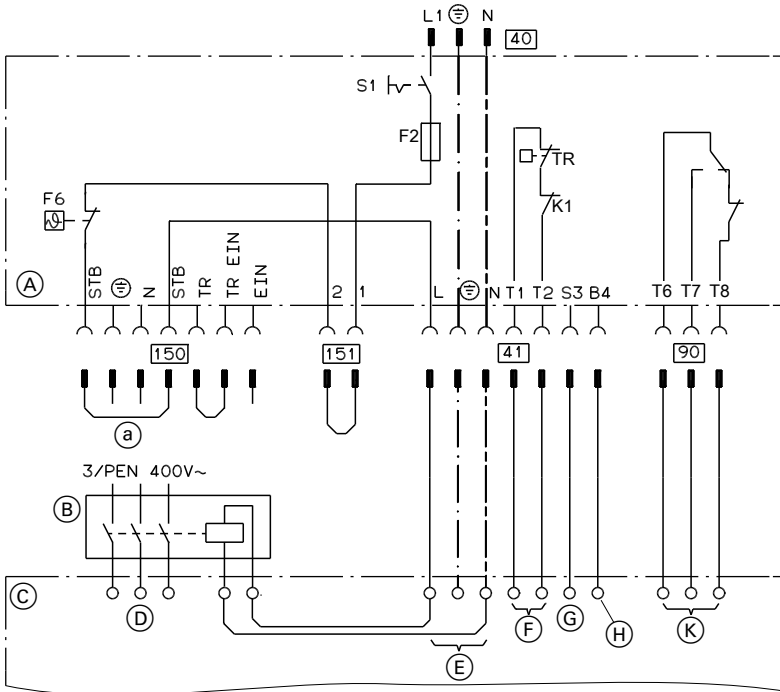 L1 N 40
S1
F2
TR
F6
K1
A
STB N STB TR TR EIN EIN 2 1 L N T1 T2 S3 B4 T6 T7 T8
150 151 41 90
a
3/PEN 400V~
B
C
D F G H K
E